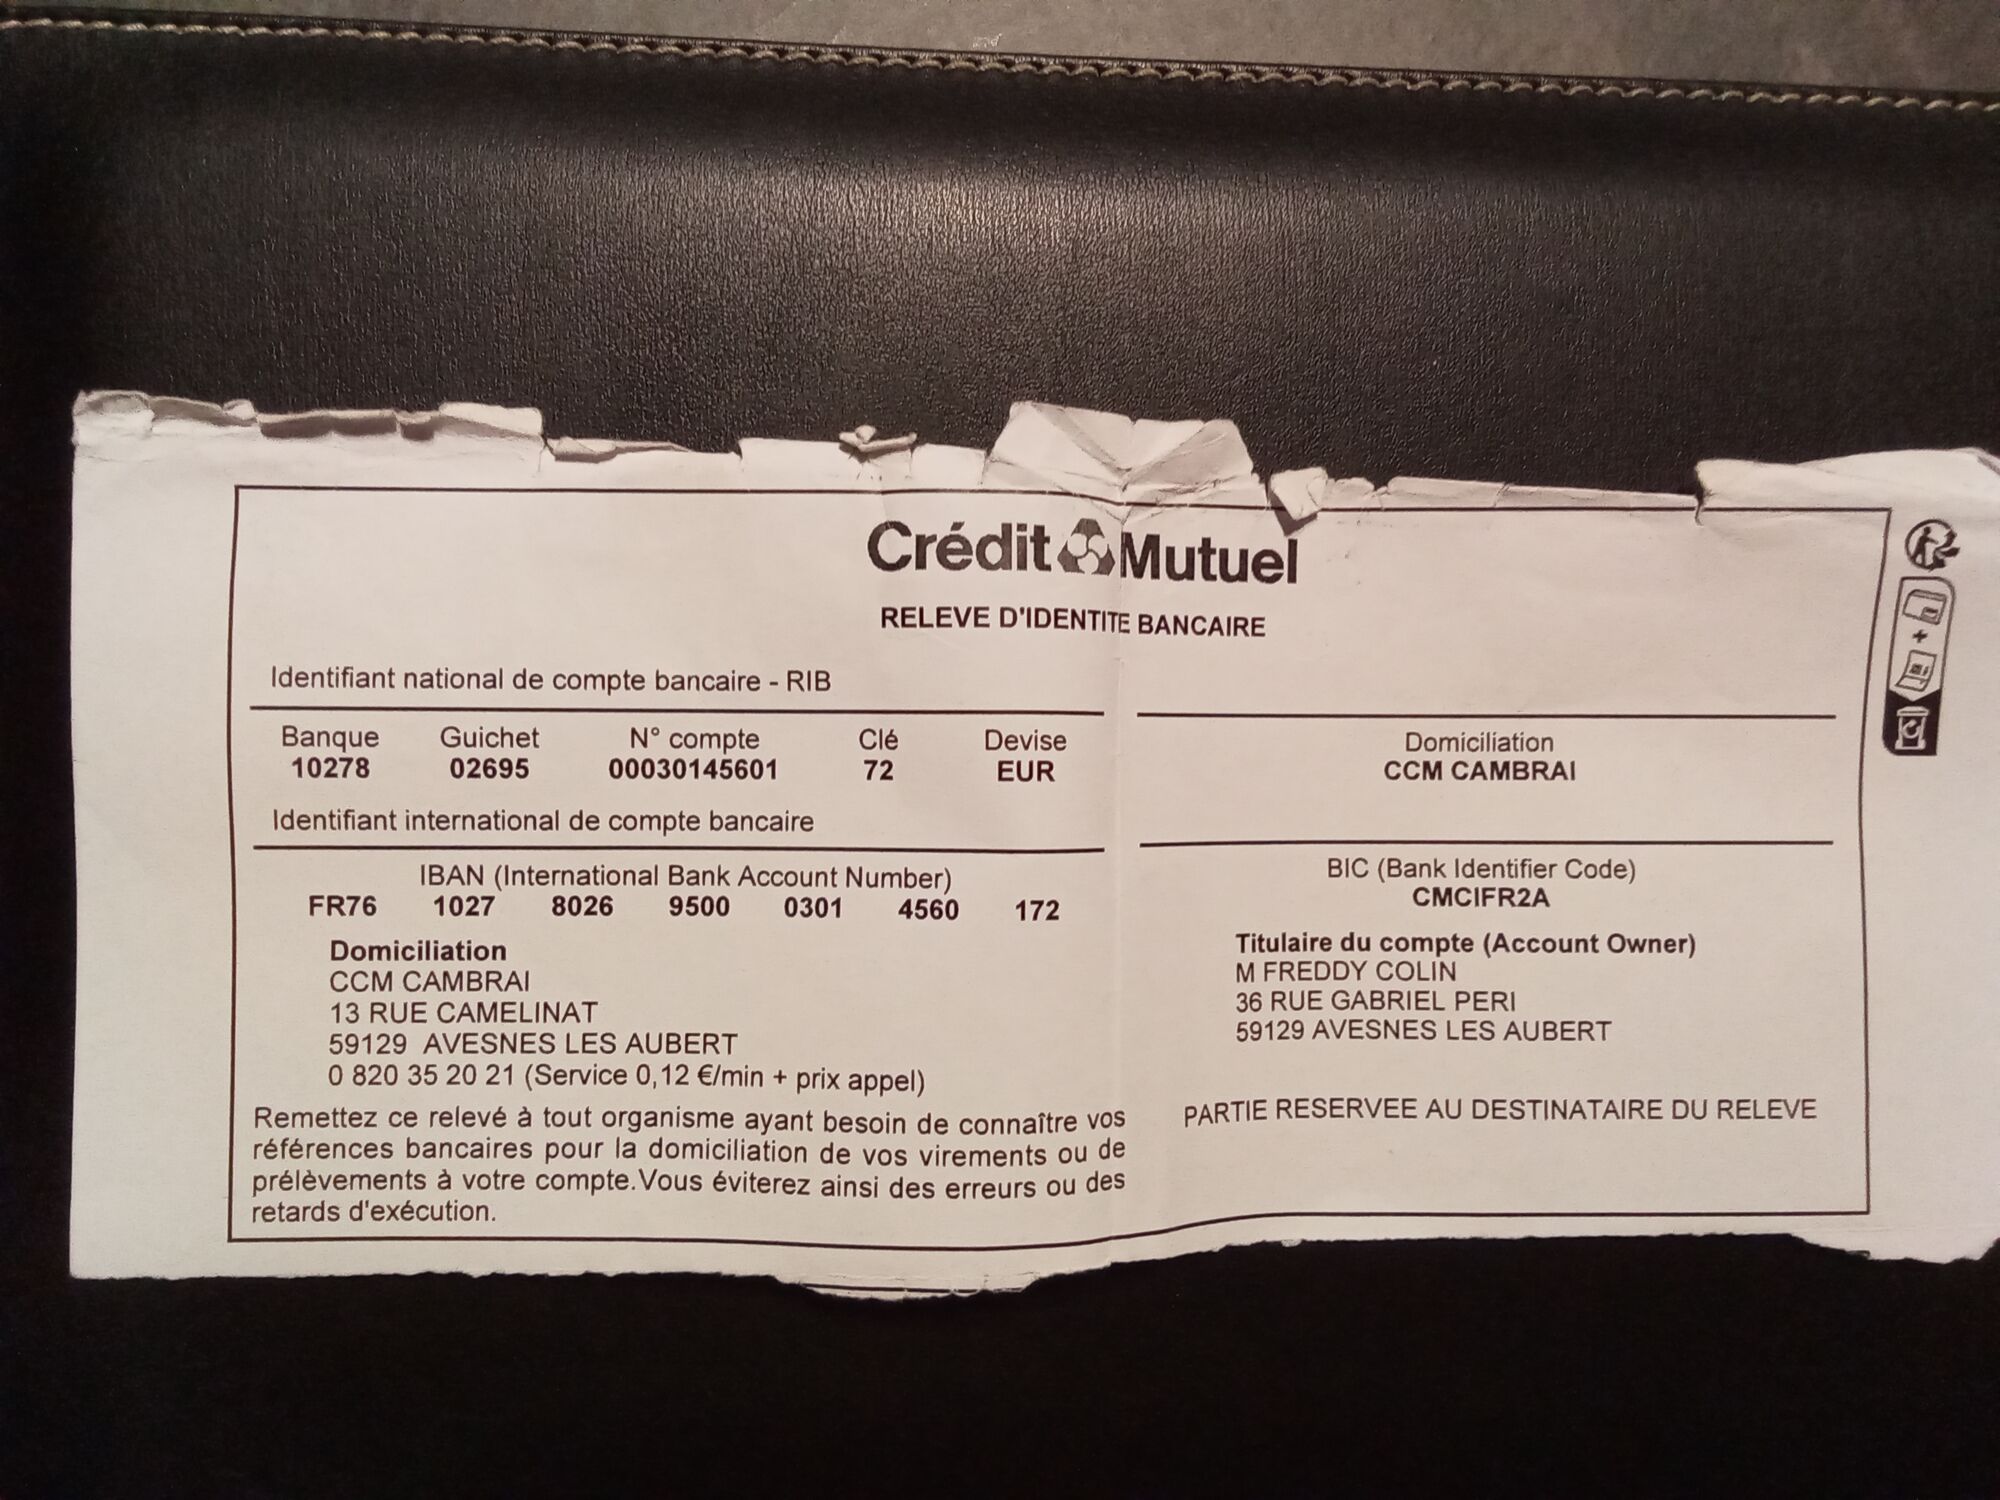 Crédit Mutuel
RELEVE D'IDENTITE BANCAIRE
Identifiant national de compte bancaire - RIB
Banque Guichet N° compte Clé Devise Domiciliation
10278 02695 00030145601 72 EUR CCM CAMBRAI
Identifiant international de compte bancaire
IBAN (International Bank Account Number) BIC (Bank Identifier Code)
FR76 1027 8026 9500 0301 4560 172 CMCIFR2A
Domiciliation
CCM CAMBRAI
13 RUE CAMELINAT
59129 AVESNES LES AUBERT
0 820 35 20 21 (Service 0,12 €/min + prix appel)
Titulaire du compte (Account Owner)
M FREDDY COLIN
36 RUE GABRIEL PERI
59129 AVESNES LES AUBERT
Remettez ce relevé à tout organisme ayant besoin de connaître vos
références bancaires pour la domiciliation de vos virements ou de
prélèvements à votre compte.Vous éviterez ainsi des erreurs ou des
retards d'exécution.
PARTIE RESERVEE AU DESTINATAIRE DU RELEVE